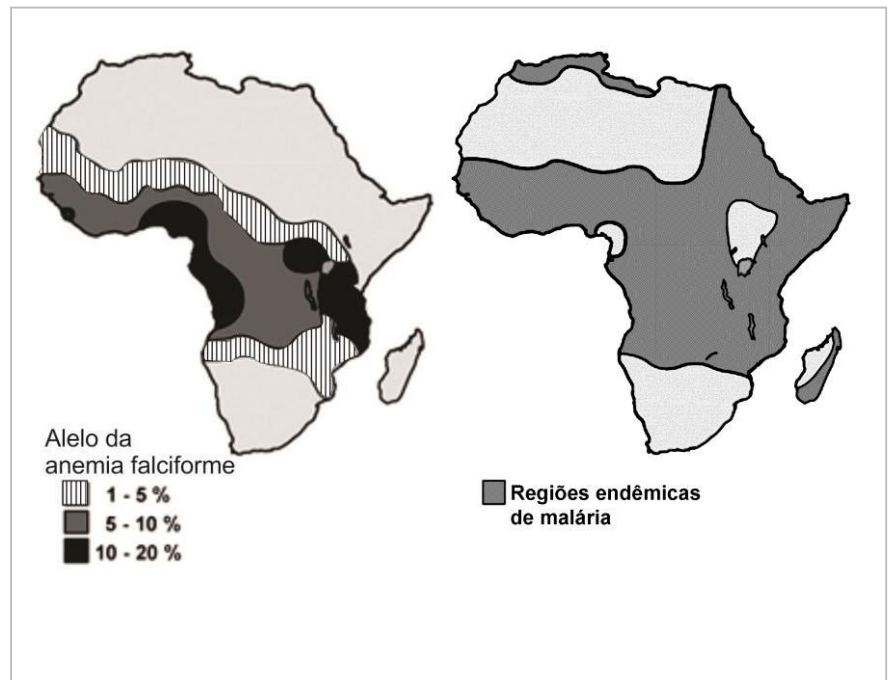 Alelo da
anemia falciforme
1 - 5 %
5 - 10 %
10 - 20 %
Regiões endêmicas
de malária